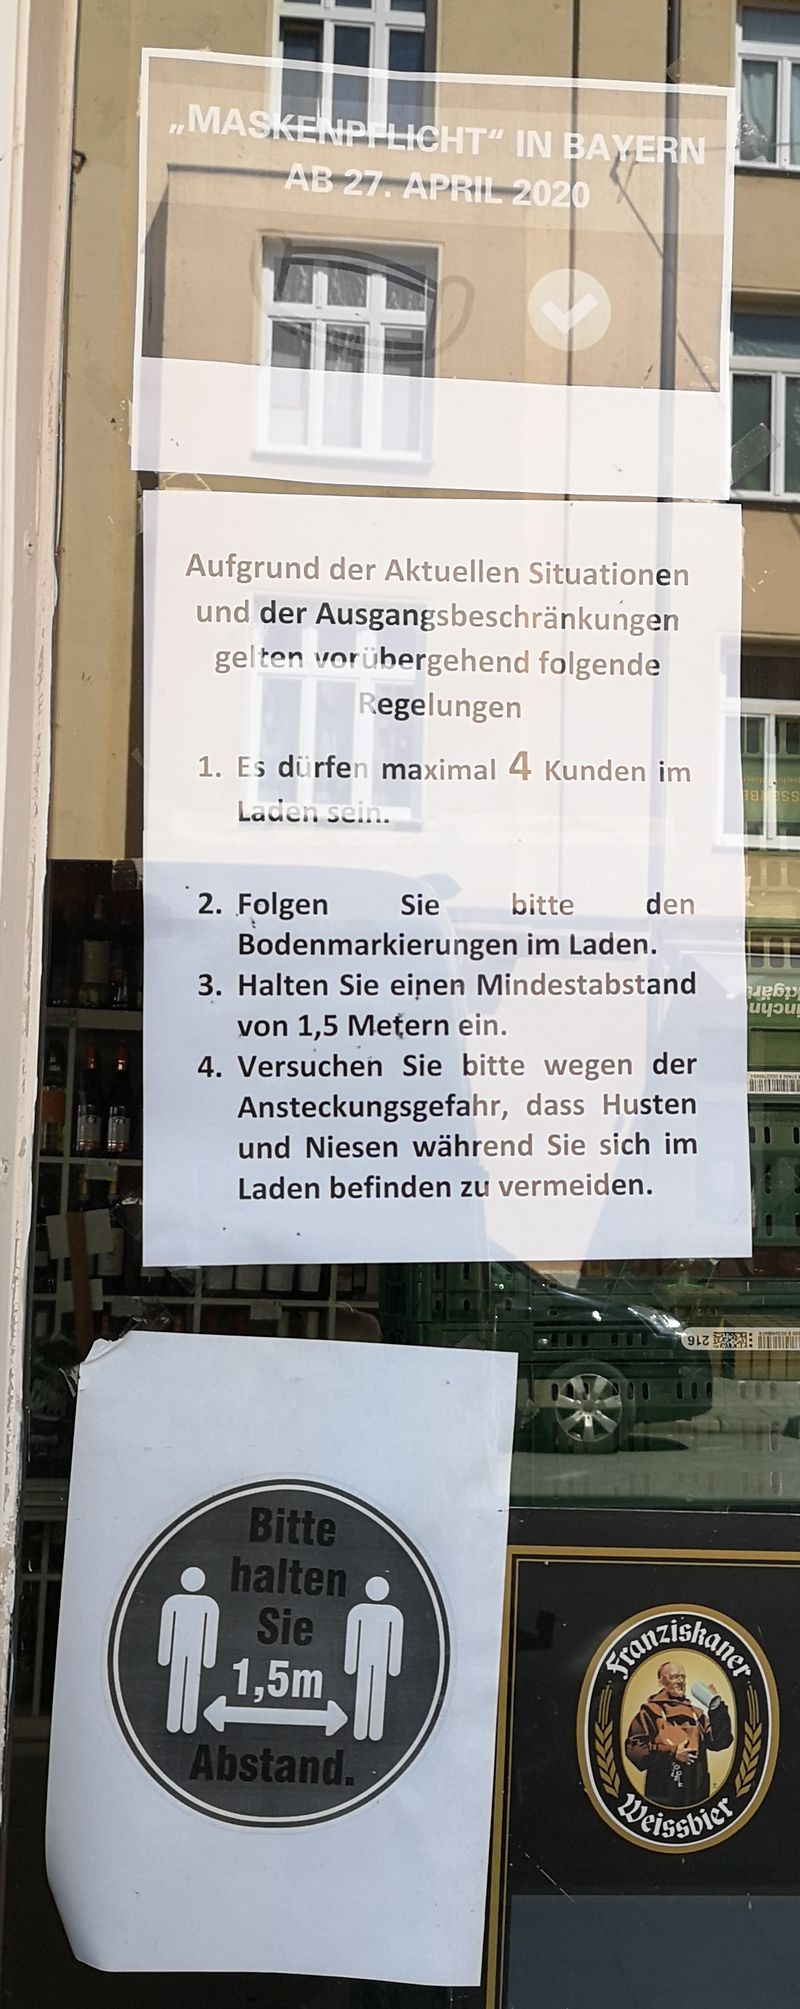 „MASKENPFLICHT“ IN BAYERN
AB 27. APRIL 2020
Aufgrund der Aktuellen Situationen
und der Ausgangsbeschränkungen
gelten vorübergehend folgende
Regelungen
1. Es dürfen maximal 4 Kunden im
Laden sein.
2. Folgen Sie bitte den
Bodenmarkierungen im Laden.
3. Halten Sie einen Mindestabstand
von 1,5 Metern ein.
4. Versuchen Sie bitte wegen der
Ansteckungsgefahr, dass Husten
und Niesen während Sie sich im
Laden befinden zu vermeiden.
216
Bitte
halten
Sie
1,5m
Abstand.
Franziskaner
Weissbier